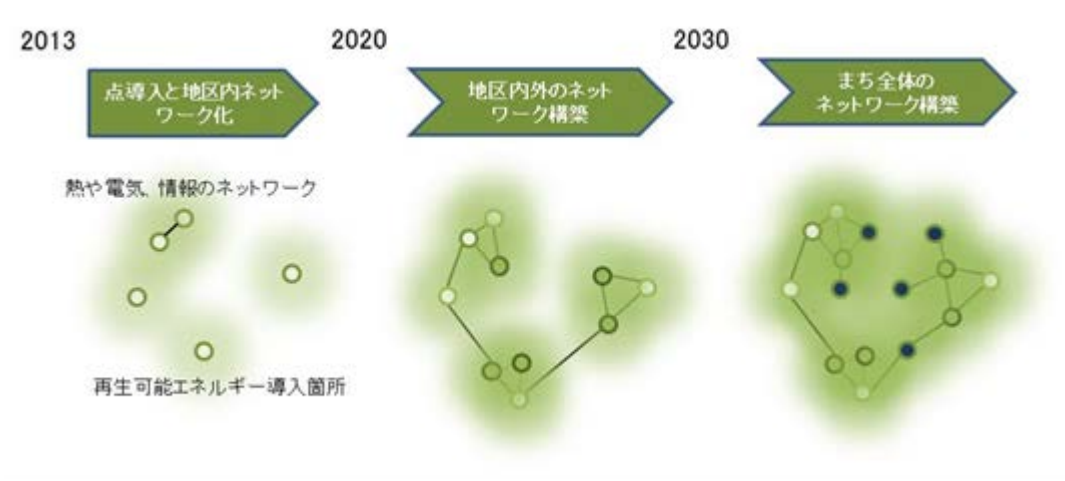 2013
2020
2030
点導入と地区内ネット
ワーク化
地区内外のネット
ワーク構築
まち全体の
ネットワーク構築
熱や電気、情報のネットワーク
再生可能エネルギー導入箇所